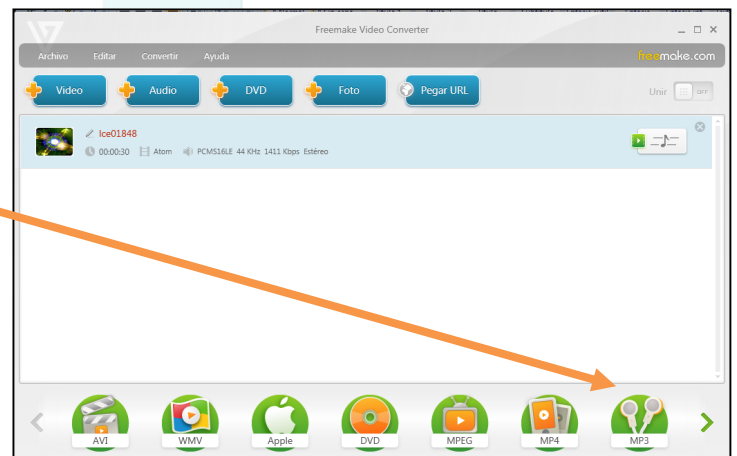 Freemake Video Converter
Archivo Editar Convertir Ayuda
freemake.com
Video Audio DVD Foto Pegar URL Unir OFF
Ice01848
00:00:30 Atom PCMS16LE 44 KHz 1411 Kbps Estéreo
AVI WMV Apple DVD MPEG MP4 MP3